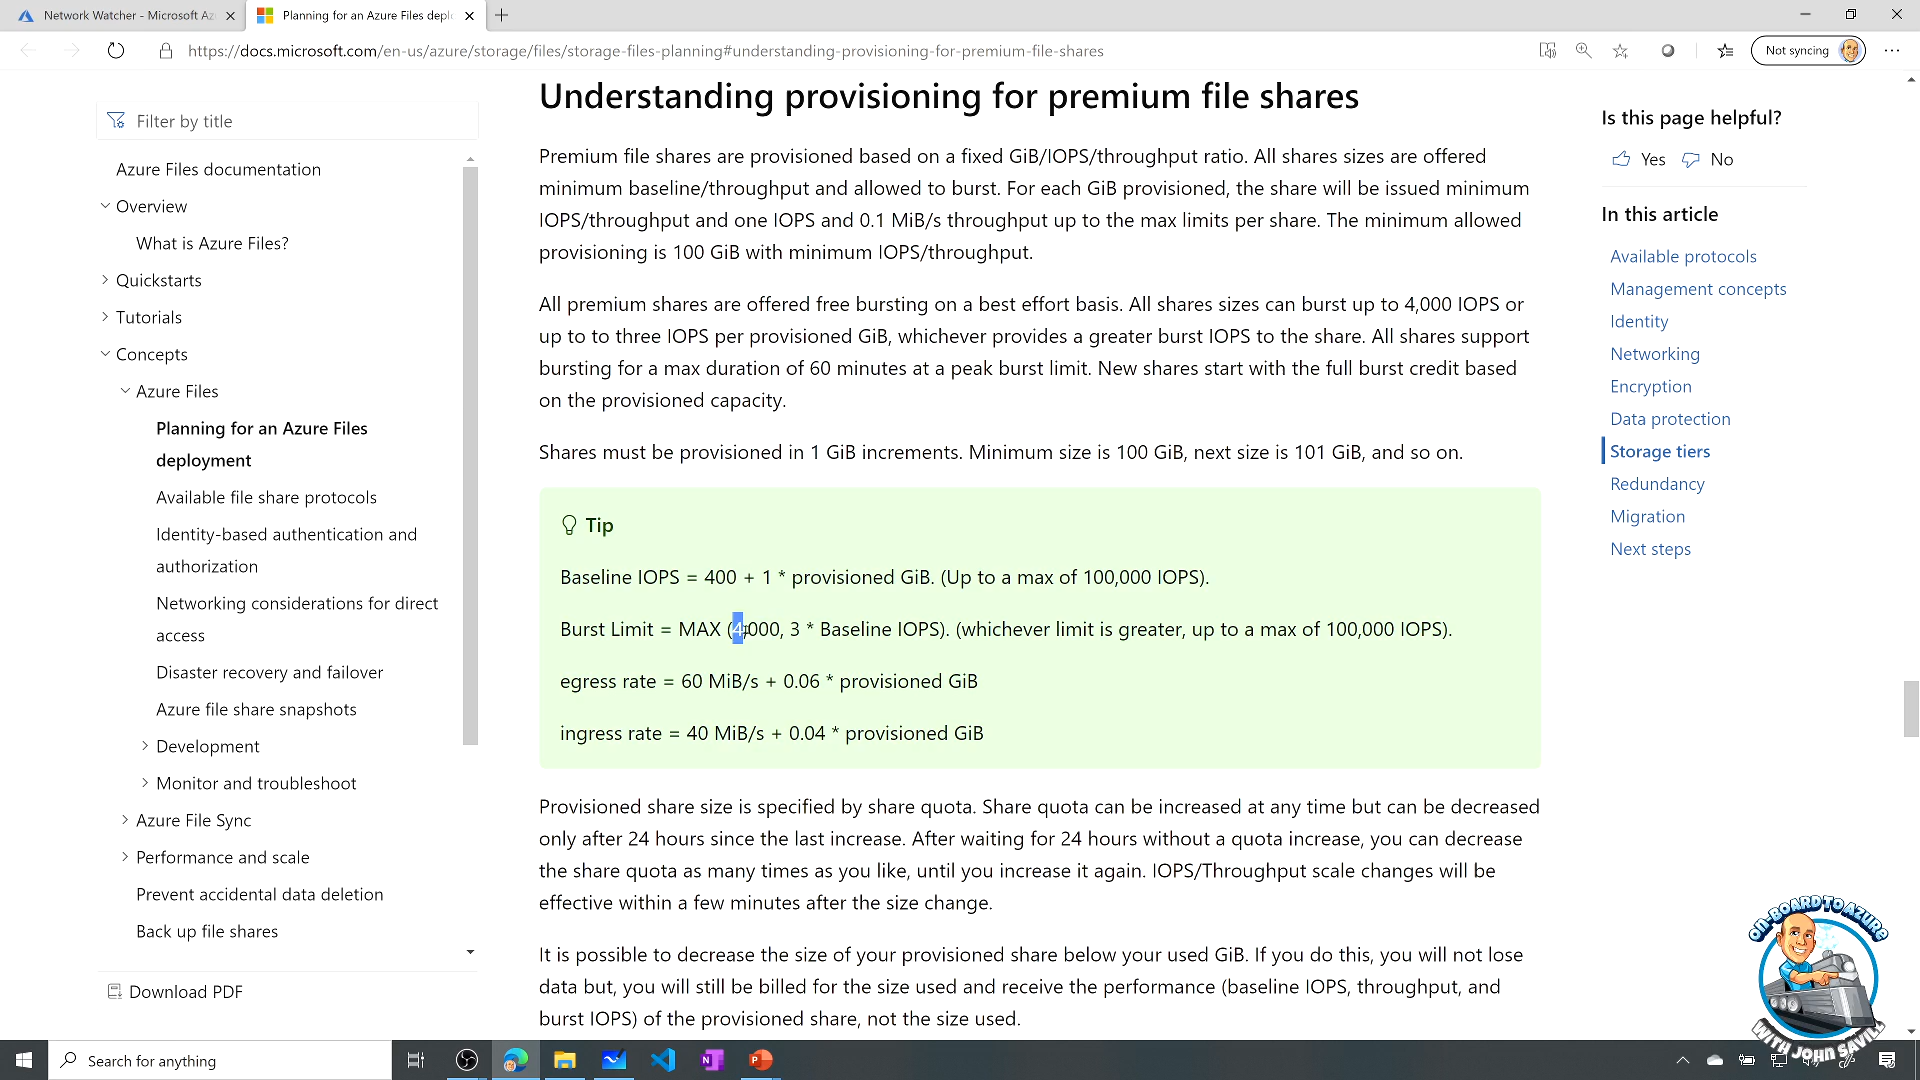 Network Watcher - Microsoft Az
Planning for an Azure Files depl
https://docs.microsoft.com/en-us/azure/storage/files/storage-files-planning#understanding-provisioning-for-premium-file-shares
Not syncing
Filter by title
Azure Files documentation
Overview
What is Azure Files?
Quickstarts
Tutorials
Concepts
Azure Files
Planning for an Azure Files
deployment
Available file share protocols
Identity-based authentication and
authorization
Networking considerations for direct
access
Disaster recovery and failover
Azure file share snapshots
Development
Monitor and troubleshoot
Azure File Sync
Performance and scale
Prevent accidental data deletion
Back up file shares
Download PDF
Understanding provisioning for premium file shares
Premium file shares are provisioned based on a fixed GiB/IOPS/throughput ratio. All shares sizes are offered
minimum baseline/throughput and allowed to burst. For each GiB provisioned, the share will be issued minimum
IOPS/throughput and one IOPS and 0.1 MiB/s throughput up to the max limits per share. The minimum allowed
provisioning is 100 GiB with minimum IOPS/throughput.
All premium shares are offered free bursting on a best effort basis. All shares sizes can burst up to 4,000 IOPS or
up to to three IOPS per provisioned GiB, whichever provides a greater burst IOPS to the share. All shares support
bursting for a max duration of 60 minutes at a peak burst limit. New shares start with the full burst credit based
on the provisioned capacity.
Shares must be provisioned in 1 GiB increments. Minimum size is 100 GiB, next size is 101 GiB, and so on.
Tip
Baseline IOPS = 400 + 1 * provisioned GiB. (Up to a max of 100,000 IOPS).
Burst Limit = MAX (4,000, 3 * Baseline IOPS). (whichever limit is greater, up to a max of 100,000 IOPS).
egress rate = 60 MiB/s + 0.06 * provisioned GiB
ingress rate = 40 MiB/s + 0.04 * provisioned GiB
Provisioned share size is specified by share quota. Share quota can be increased at any time but can be decreased
only after 24 hours since the last increase. After waiting for 24 hours without a quota increase, you can decrease
the share quota as many times as you like, until you increase it again. IOPS/Throughput scale changes will be
effective within a few minutes after the size change.
It is possible to decrease the size of your provisioned share below your used GiB. If you do this, you will not lose
data but, you will still be billed for the size used and receive the performance (baseline IOPS, throughput, and
burst IOPS) of the provisioned share, not the size used.
Is this page helpful?
Yes No
In this article
Available protocols
Management concepts
Identity
Networking
Encryption
Data protection
Storage tiers
Redundancy
Migration
Next steps
ON-BOARD TO AZURE
WITH JOHN SAVILL
Search for anything